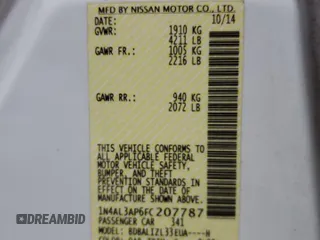 MFD BY NISSAN MOTOR CO., LTD.
DATE: 10/14
GVWR: 1910 KG
4211 LB
GAWR FR.: 1005 KG
2216 LB
GAWR RR.: 940 KG
2072 LB
THIS VEHICLE CONFORMS TO
ALL APPLICABLE FEDERAL
MOTOR VEHICLE SAFETY,
BUMPER, AND THEFT
PREVENTION STANDARDS IN
EFFECT ON THE DATE OF
MANUFACTURE SHOWN ABOVE.
1N4AL3AP6FC207787
PASSENGER CAR 341
MODEL: BDBALIZL33EUA----H
DREAMBID